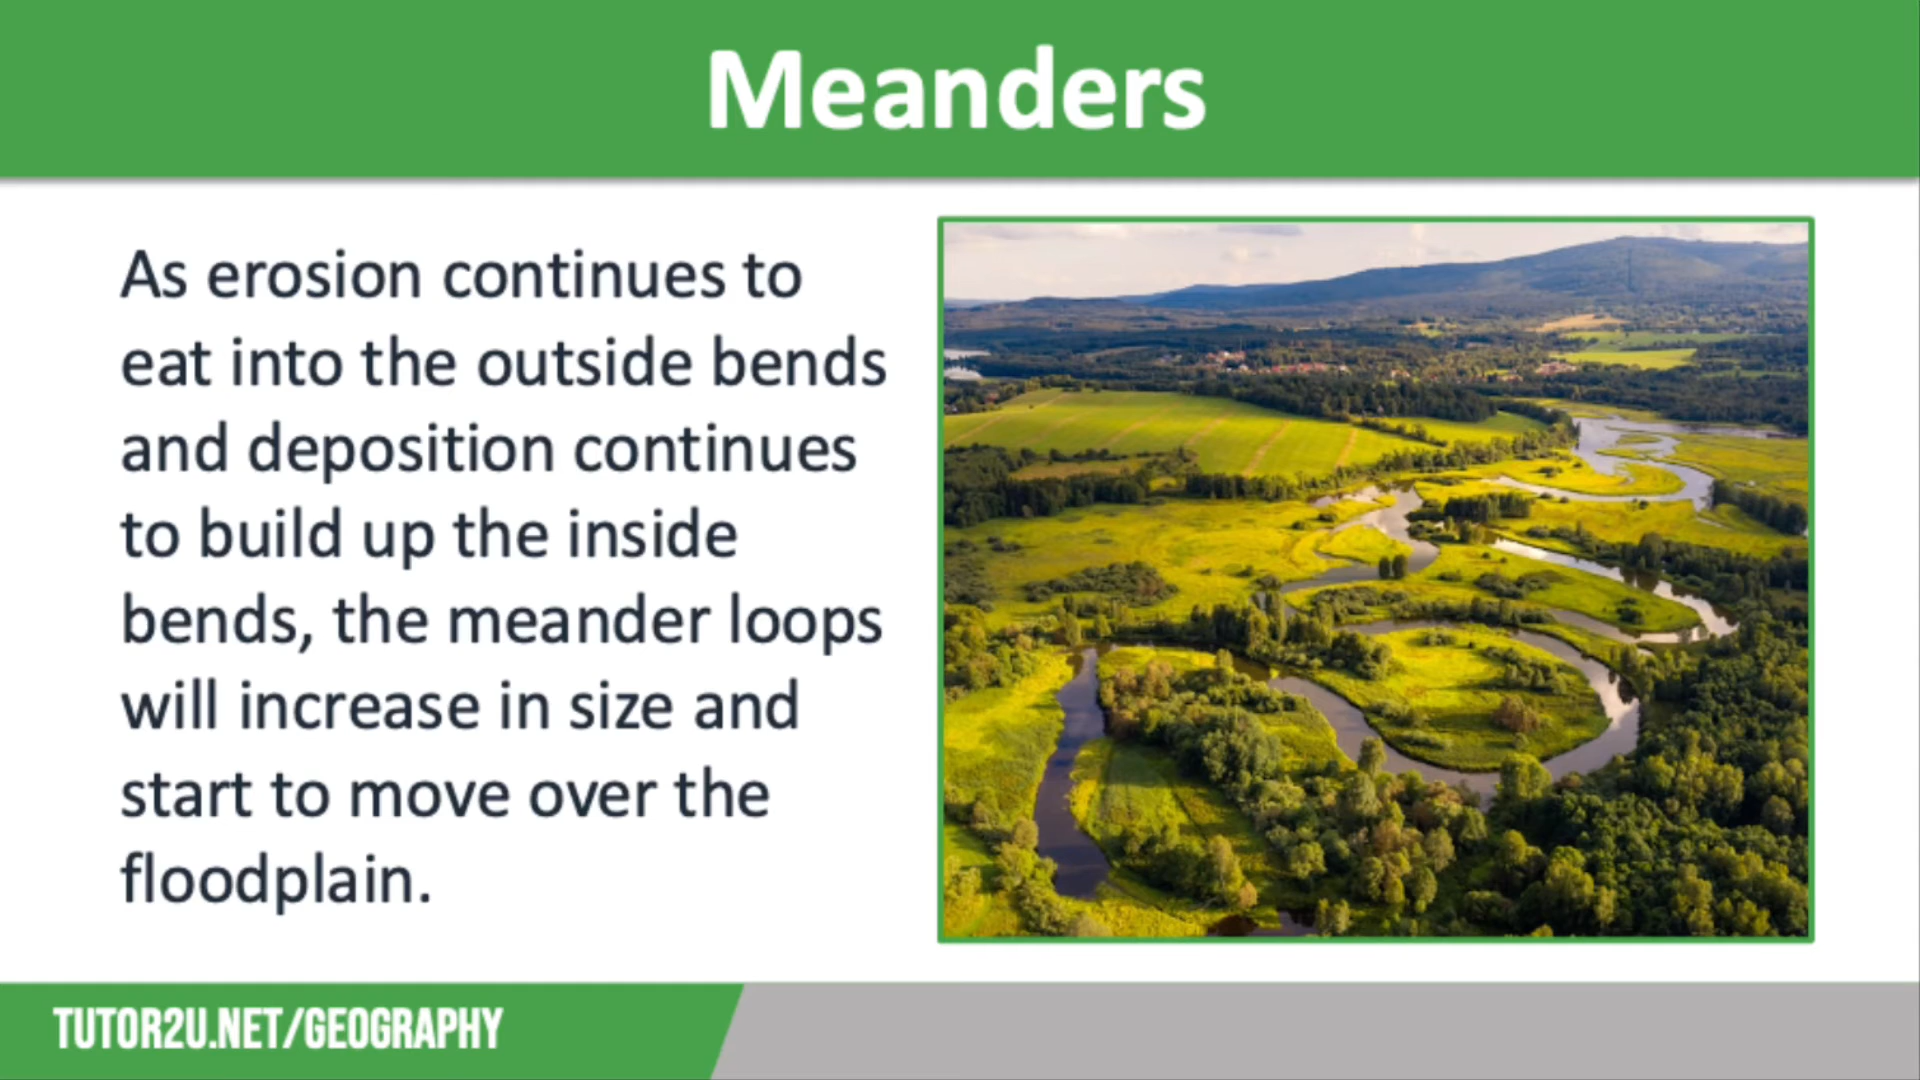 Meanders
As erosion continues to
eat into the outside bends
and deposition continues
to build up the inside
bends, the meander loops
will increase in size and
start to move over the
floodplain.
TUTOR2U.NET/GEOGRAPHY